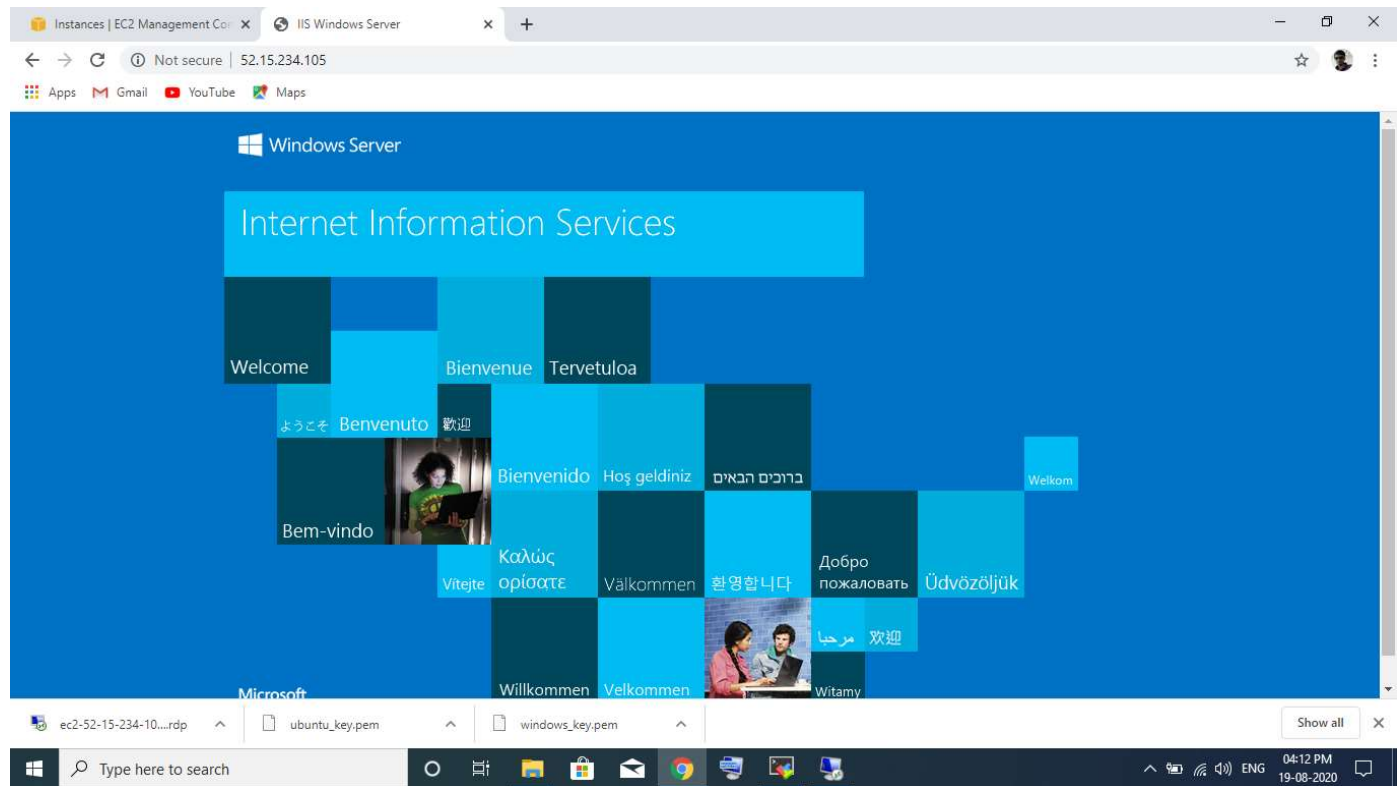 Instances | EC2 Management Con
IIS Windows Server
Not secure | 52.15.234.105
Apps
Gmail
YouTube
Maps
Windows Server
Internet Information Services
Welcome
Bienvenue
Tervetuloa
ようこそ
Benvenuto
歡迎
Bienvenido
Hoş geldiniz
ברוכים הבאים
Welkom
Bem-vindo
Vítejte
Καλώς
ορίσατε
Välkommen
환영합니다
Добро
пожаловать
Üdvözöljük
Willkommen
Velkommen
مرحبا
欢迎
Witamy
Microsoft
ec2-52-15-234-10....rdp
ubuntu_key.pem
windows_key.pem
Show all
Type here to search
ENG
04:12 PM
19-08-2020